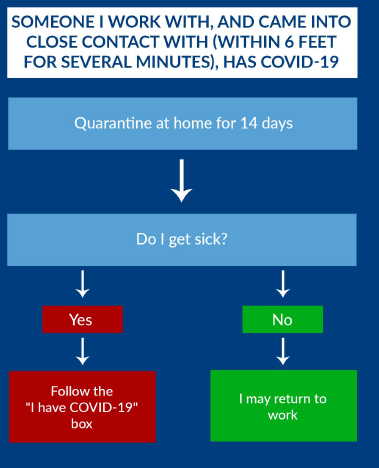 SOMEONE I WORK WITH, AND CAME INTO
CLOSE CONTACT WITH (WITHIN 6 FEET
FOR SEVERAL MINUTES), HAS COVID-19
Quarantine at home for 14 days
Do I get sick?
Yes
No
Follow the
"I have COVID-19"
box
I may return to
work